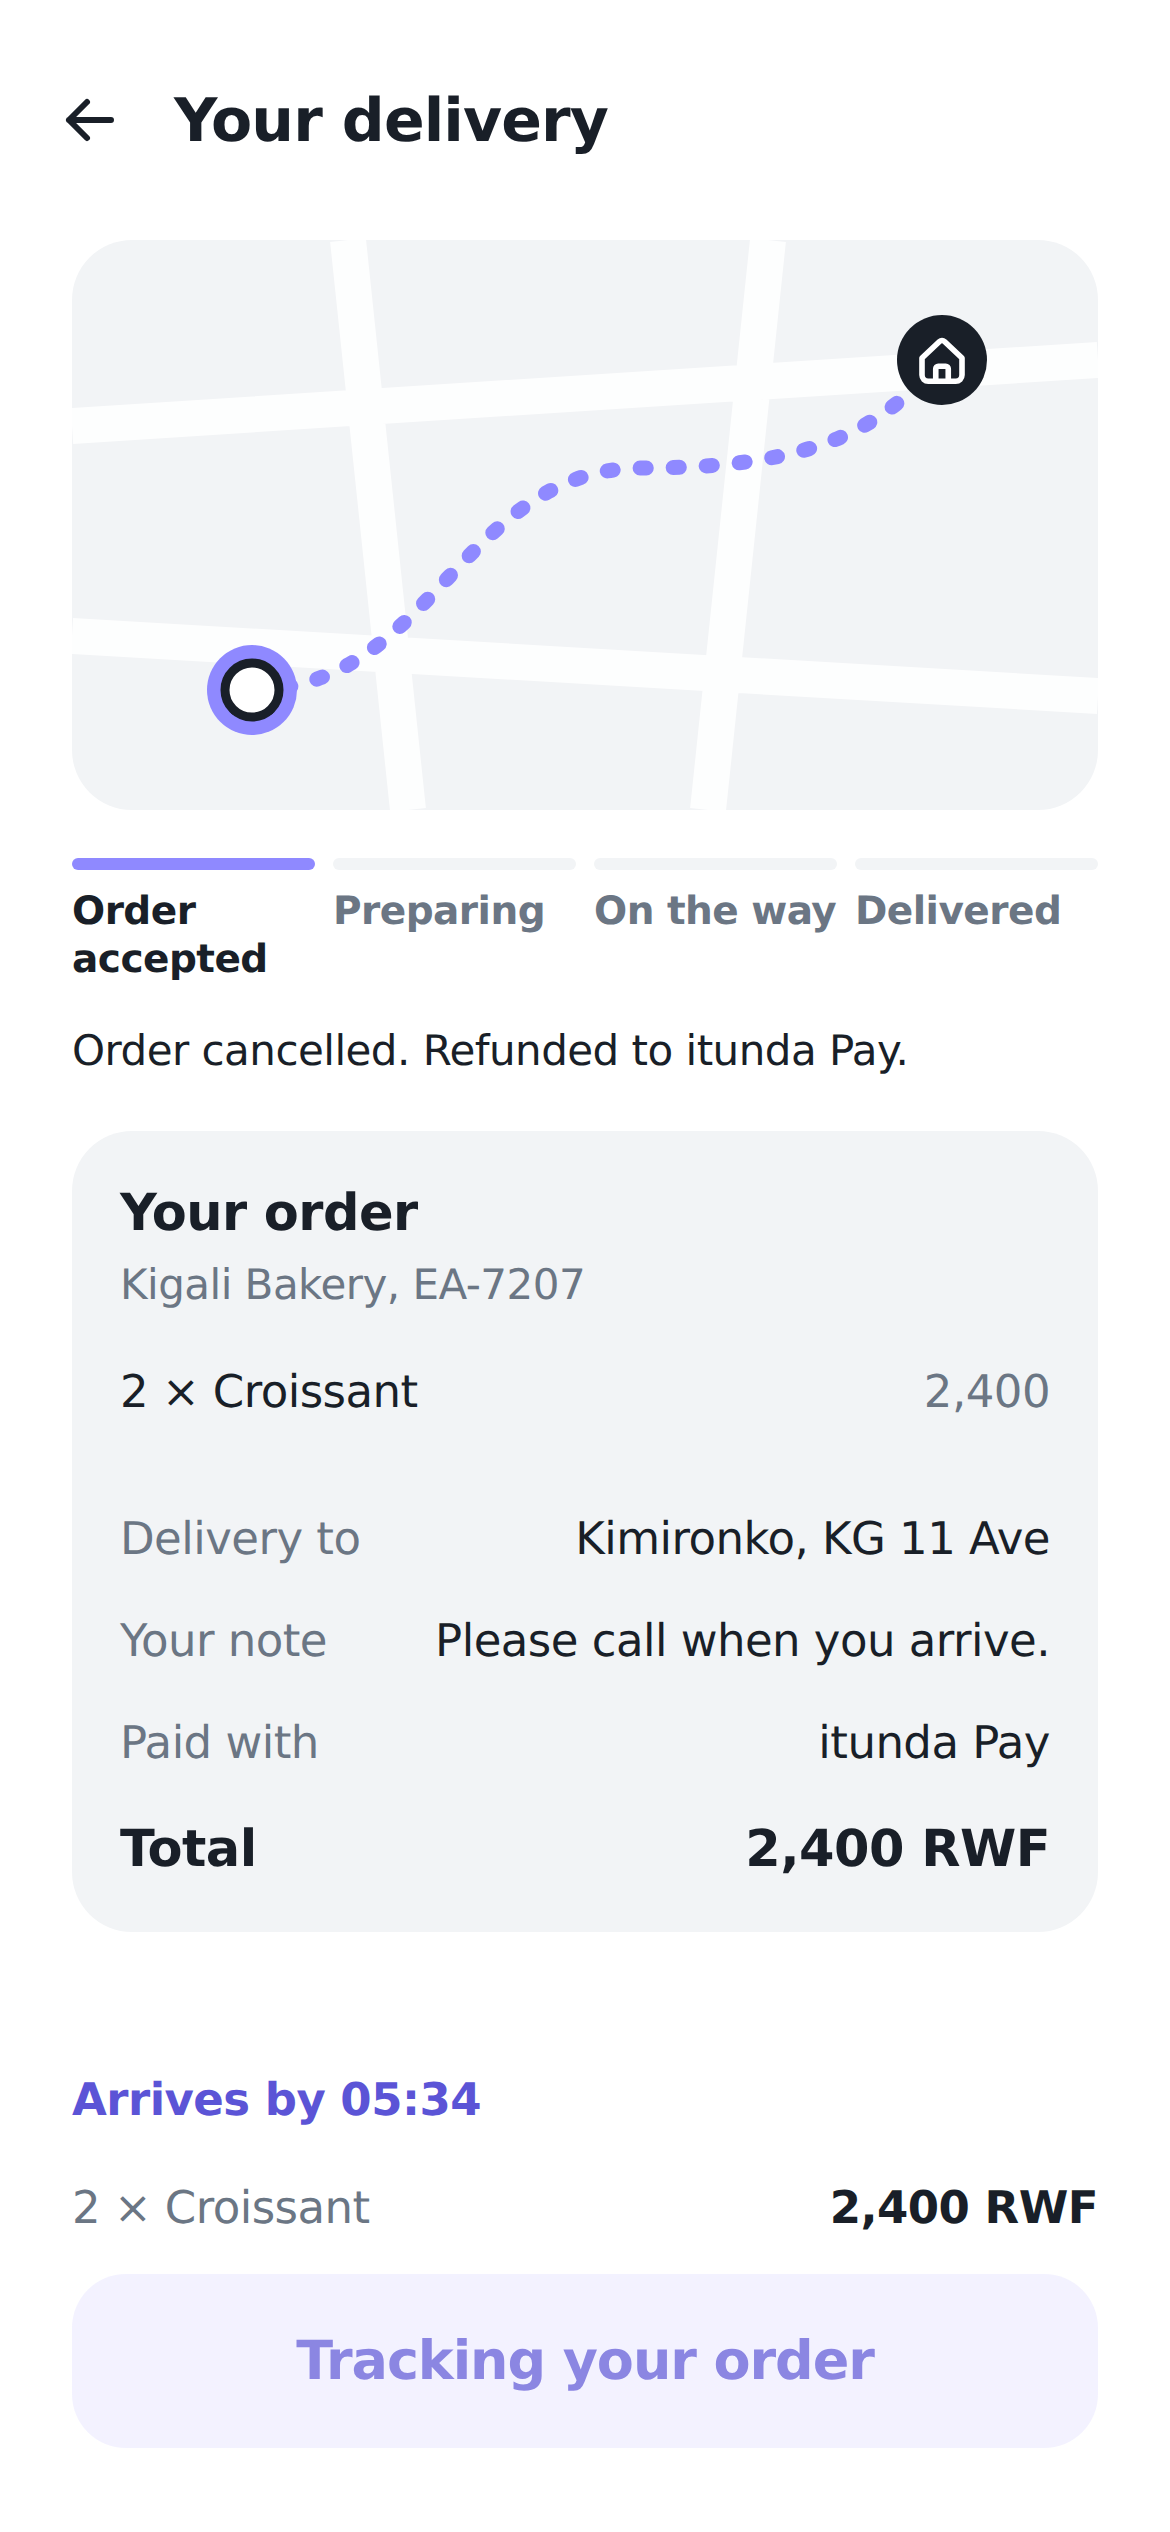 Your delivery
Order accepted
Preparing
On the way
Delivered
Order cancelled. Refunded to itunda Pay.
Your order
Kigali Bakery, EA-7207
2 × Croissant 2,400
Delivery to Kimironko, KG 11 Ave
Your note Please call when you arrive.
Paid with itunda Pay
Total 2,400 RWF
Arrives by 05:34
2 × Croissant 2,400 RWF
Tracking your order